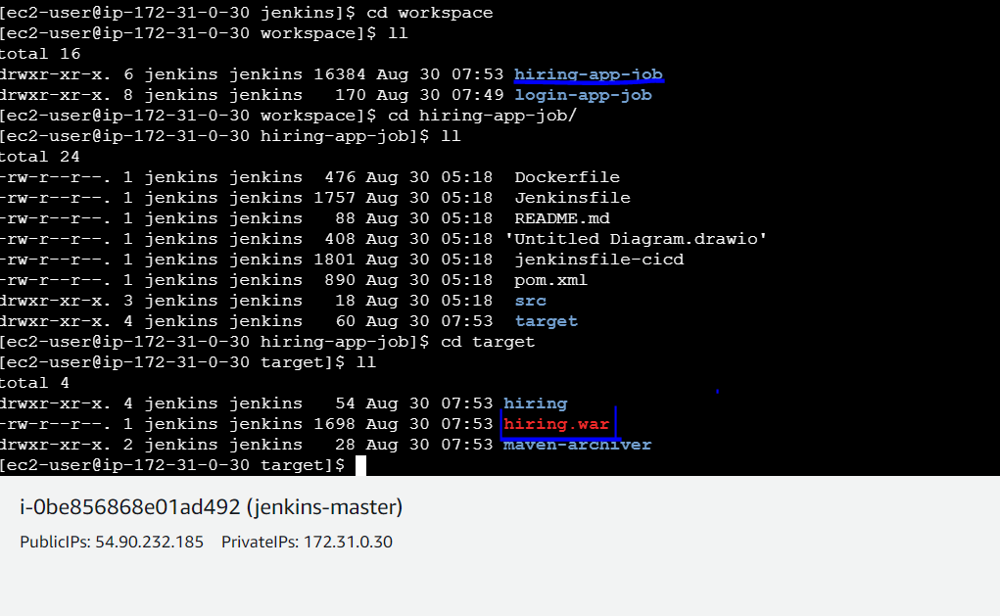 [ec2-user@ip-172-31-0-30 jenkins]$ cd workspace
[ec2-user@ip-172-31-0-30 workspace]$ ll
total 16
drwxr-xr-x. 6 jenkins jenkins 16384 Aug 30 07:53 hiring-app-job
drwxr-xr-x. 8 jenkins jenkins   170 Aug 30 07:49 login-app-job
[ec2-user@ip-172-31-0-30 workspace]$ cd hiring-app-job/
[ec2-user@ip-172-31-0-30 hiring-app-job]$ ll
total 24
-rw-r--r--. 1 jenkins jenkins  476 Aug 30 05:18  Dockerfile
-rw-r--r--. 1 jenkins jenkins 1757 Aug 30 05:18  Jenkinsfile
-rw-r--r--. 1 jenkins jenkins   88 Aug 30 05:18  README.md
-rw-r--r--. 1 jenkins jenkins  408 Aug 30 05:18 'Untitled Diagram.drawio'
-rw-r--r--. 1 jenkins jenkins 1801 Aug 30 05:18  jenkinsfile-cicd
-rw-r--r--. 1 jenkins jenkins  890 Aug 30 05:18  pom.xml
drwxr-xr-x. 3 jenkins jenkins   18 Aug 30 05:18  src
drwxr-xr-x. 4 jenkins jenkins   60 Aug 30 07:53  target
[ec2-user@ip-172-31-0-30 hiring-app-job]$ cd target
[ec2-user@ip-172-31-0-30 target]$ ll
total 4
drwxr-xr-x. 4 jenkins jenkins   54 Aug 30 07:53 hiring
-rw-r--r--. 1 jenkins jenkins 1698 Aug 30 07:53 hiring.war
drwxr-xr-x. 2 jenkins jenkins   28 Aug 30 07:53 maven-archiver
[ec2-user@ip-172-31-0-30 target]$
i-0be856868e01ad492 (jenkins-master)
PublicIPs: 54.90.232.185 PrivateIPs: 172.31.0.30